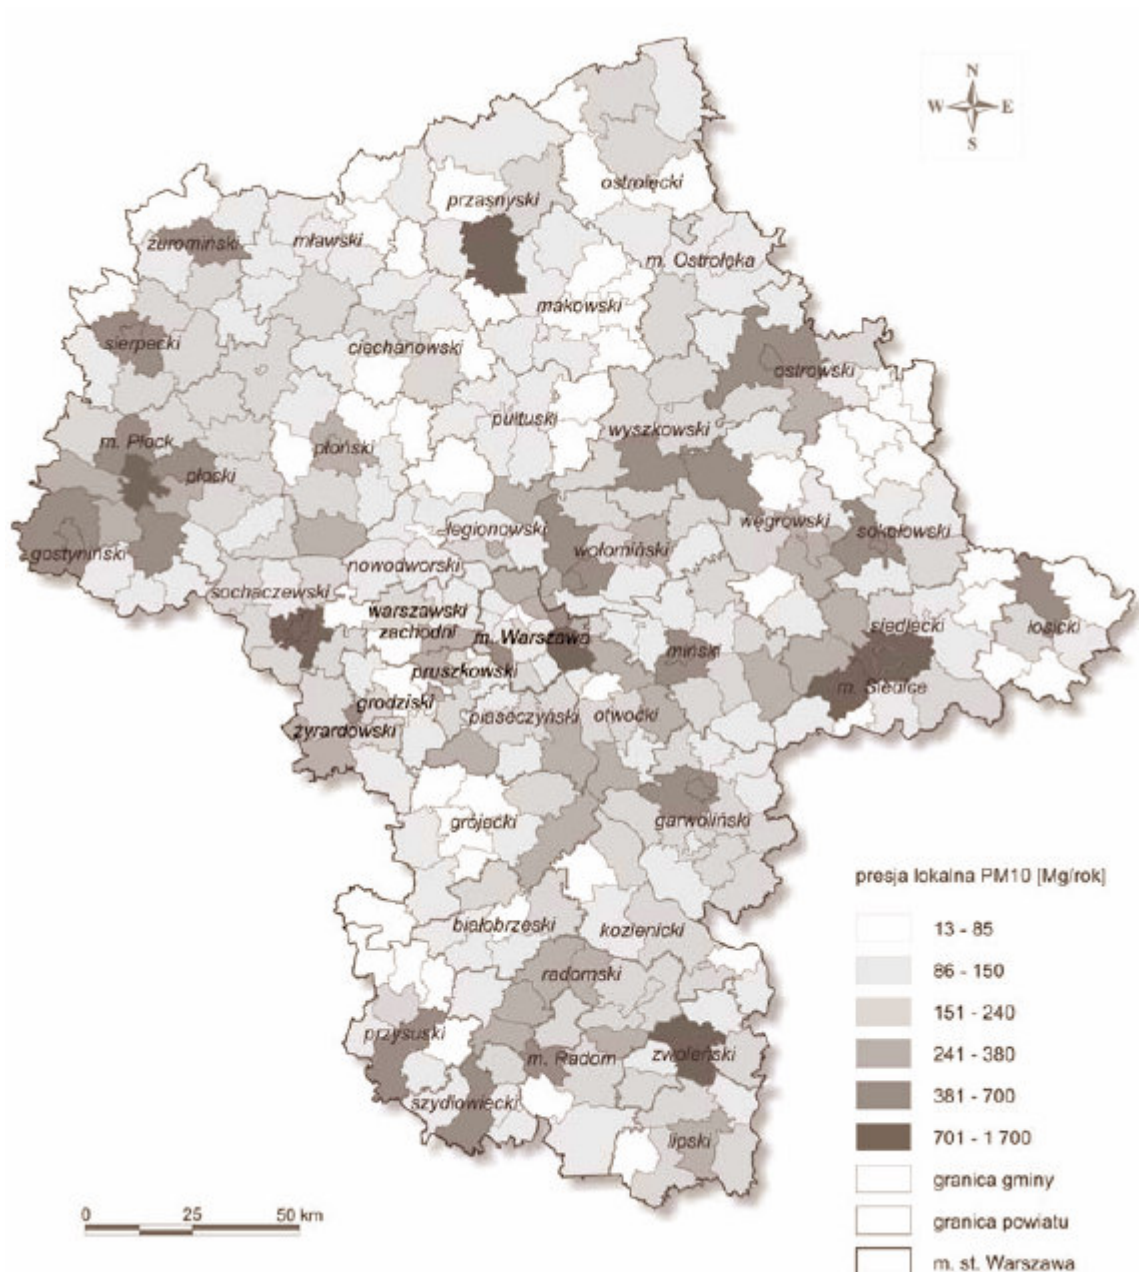 N
W E
S
ostrołęcki
przasnyski
żuromiński
mławski
m. Ostrołęka
makowski
sierpecki
ciechanowski
ostrowski
pułtuski
wyszkowski
m. Płock
płoński
płocki
legionowski
węgrowski
sokołowski
gostyniński
wołomiński
nowodworski
sochaczewski
warszawski
zachodni
m. Warszawa
siedlecki
łosicki
miński
pruszkowski
m. Siedlce
grodziski
piaseczyński
otwocki
żyrardowski
grójecki
garwoliński
presja lokalna PM10 [Mg/rok]
białobrzeski
kozienicki
13 - 85
radomski
86 - 150
151 - 240
przysuski
m. Radom
zwoleński
241 - 380
szydłowiecki
381 - 700
lipski
701 - 1 700
granica gminy
0 25 50 km
granica powiatu
m. st. Warszawa